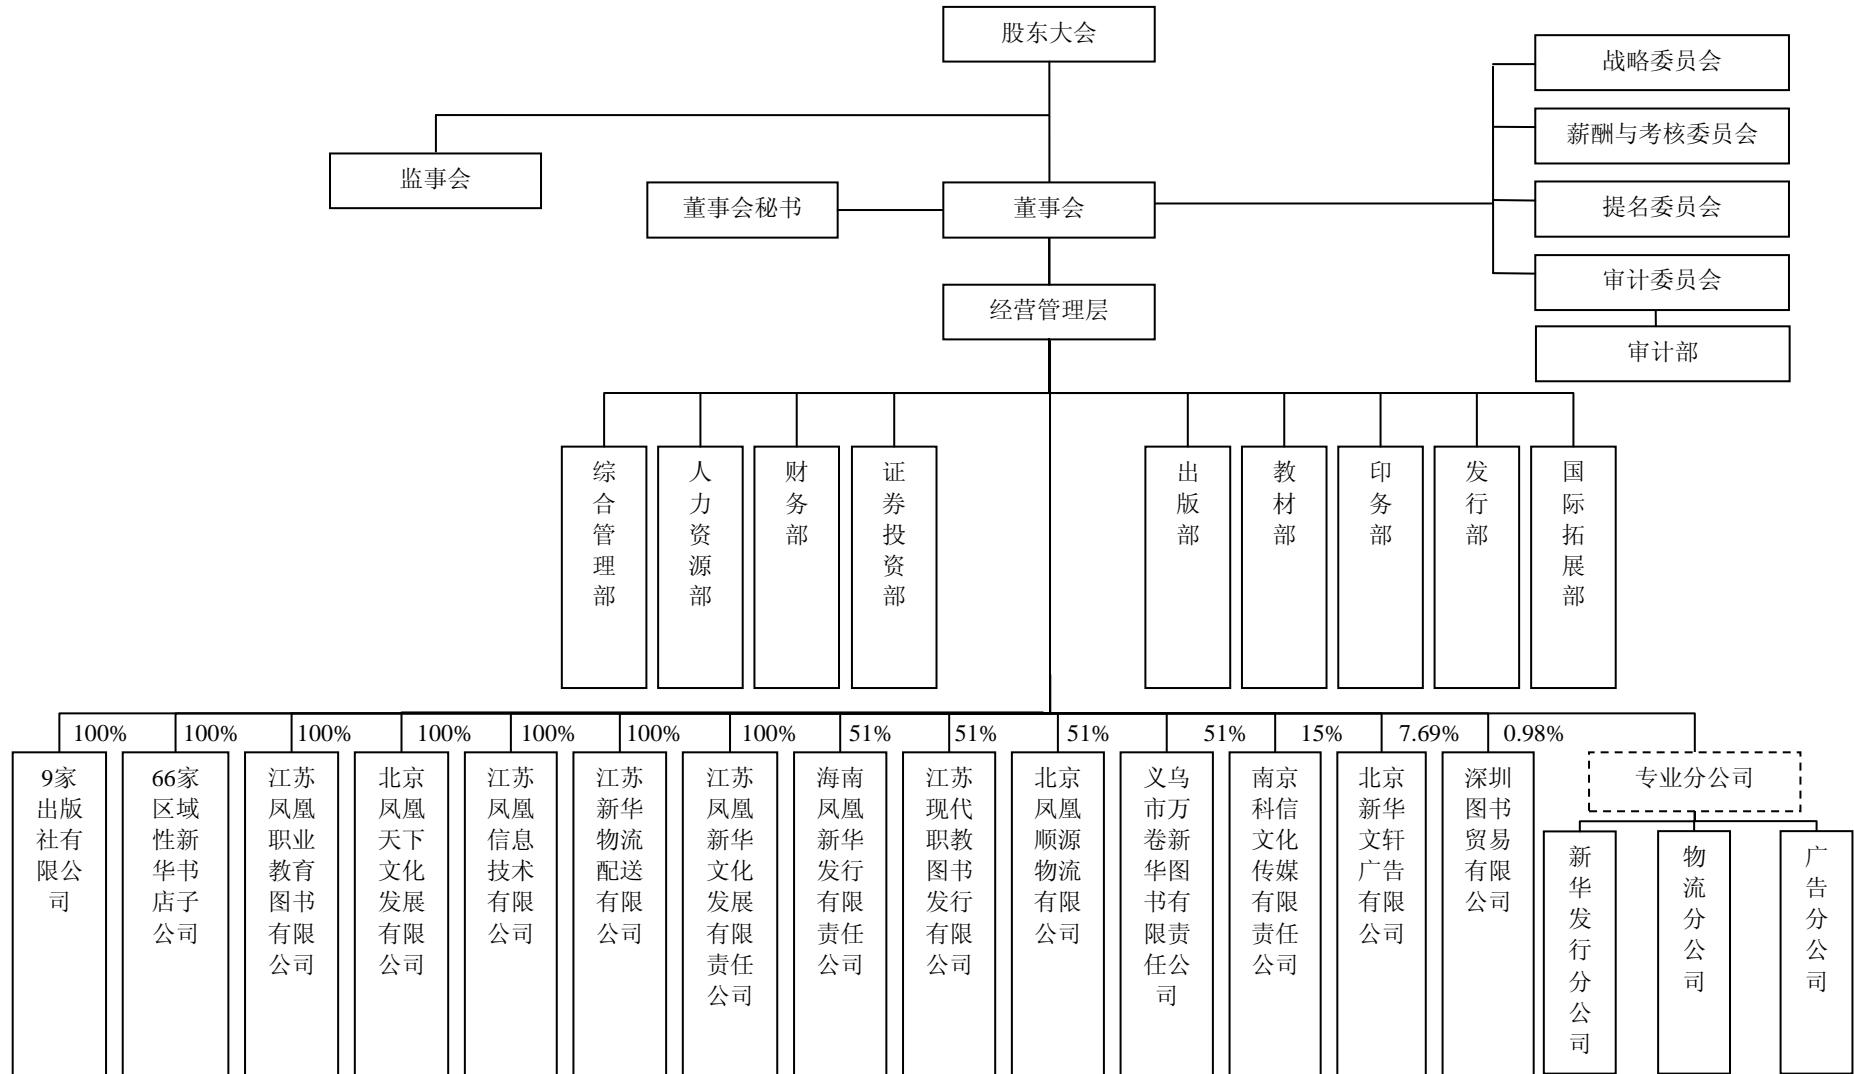 股东大会
战略委员会
薪酬与考核委员会
监事会
董事会秘书
董事会
提名委员会
审计委员会
经营管理层
审计部
综合管理部
人力资源部
财务部
证券投资部
出版部
教材部
印务部
发行部
国际拓展部
100%
100%
100%
100%
100%
100%
100%
51%
51%
51%
51%
15%
7.69%
0.98%
9家
出版
社有
限公
司
66家
区域
性新
华书
店子
公司
江苏
凤凰
职业
教育
图书
有限
公司
北京
凤凰
天下
文化
发展
有限
公司
江苏
凤凰
信息
技术
有限
公司
江苏
新华
物流
配送
有限
公司
江苏
凤凰
新华
文化
发展
有限
责任
公司
海南
凤凰
新华
发行
有限
责任
公司
江苏
现代
职教
图书
发行
有限
公司
北京
凤凰
顺源
物流
有限
公司
义乌
市万
卷新
华图
书有
限责
任公
司
南京
科信
文化
传媒
有限
责任
公司
北京
新华
文轩
广告
有限
公司
深圳
图书
贸易
有限
公司
专业分公司
新华发行分公司
物流分公司
广告分公司